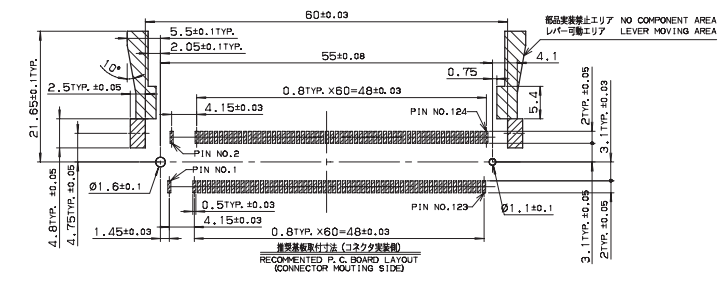 60±0.03
部品実装禁止エリア NO COMPONENT AREA
レバー可動エリア LEVER MOVING AREA
5.5±0.1TYP.
2.05±0.1TYP.
55±0.08
4.1
21.65±0.1TYP.
10°
0.75
2.5TYP.±0.05
0.8TYP.×60=48±0.03
5.4
2TYP.±0.05
4.15±0.03
PIN NO.124
3.1TYP.±0.03
PIN NO.2
PIN NO.1
Ø1.6±0.1
PIN NO.123
Ø1.1±0.1
4.8TYP.±0.05
4.75TYP.±0.05
0.5TYP.±0.03
4.15±0.03
1.45±0.03
0.8TYP.×60=48±0.03
3.1TYP.±0.05
2TYP.±0.05
推奨基板取付寸法 (コネクタ実装側)
RECOMMENTED P.C.BOARD LAYOUT
(CONNECTOR MOUTING SIDE)